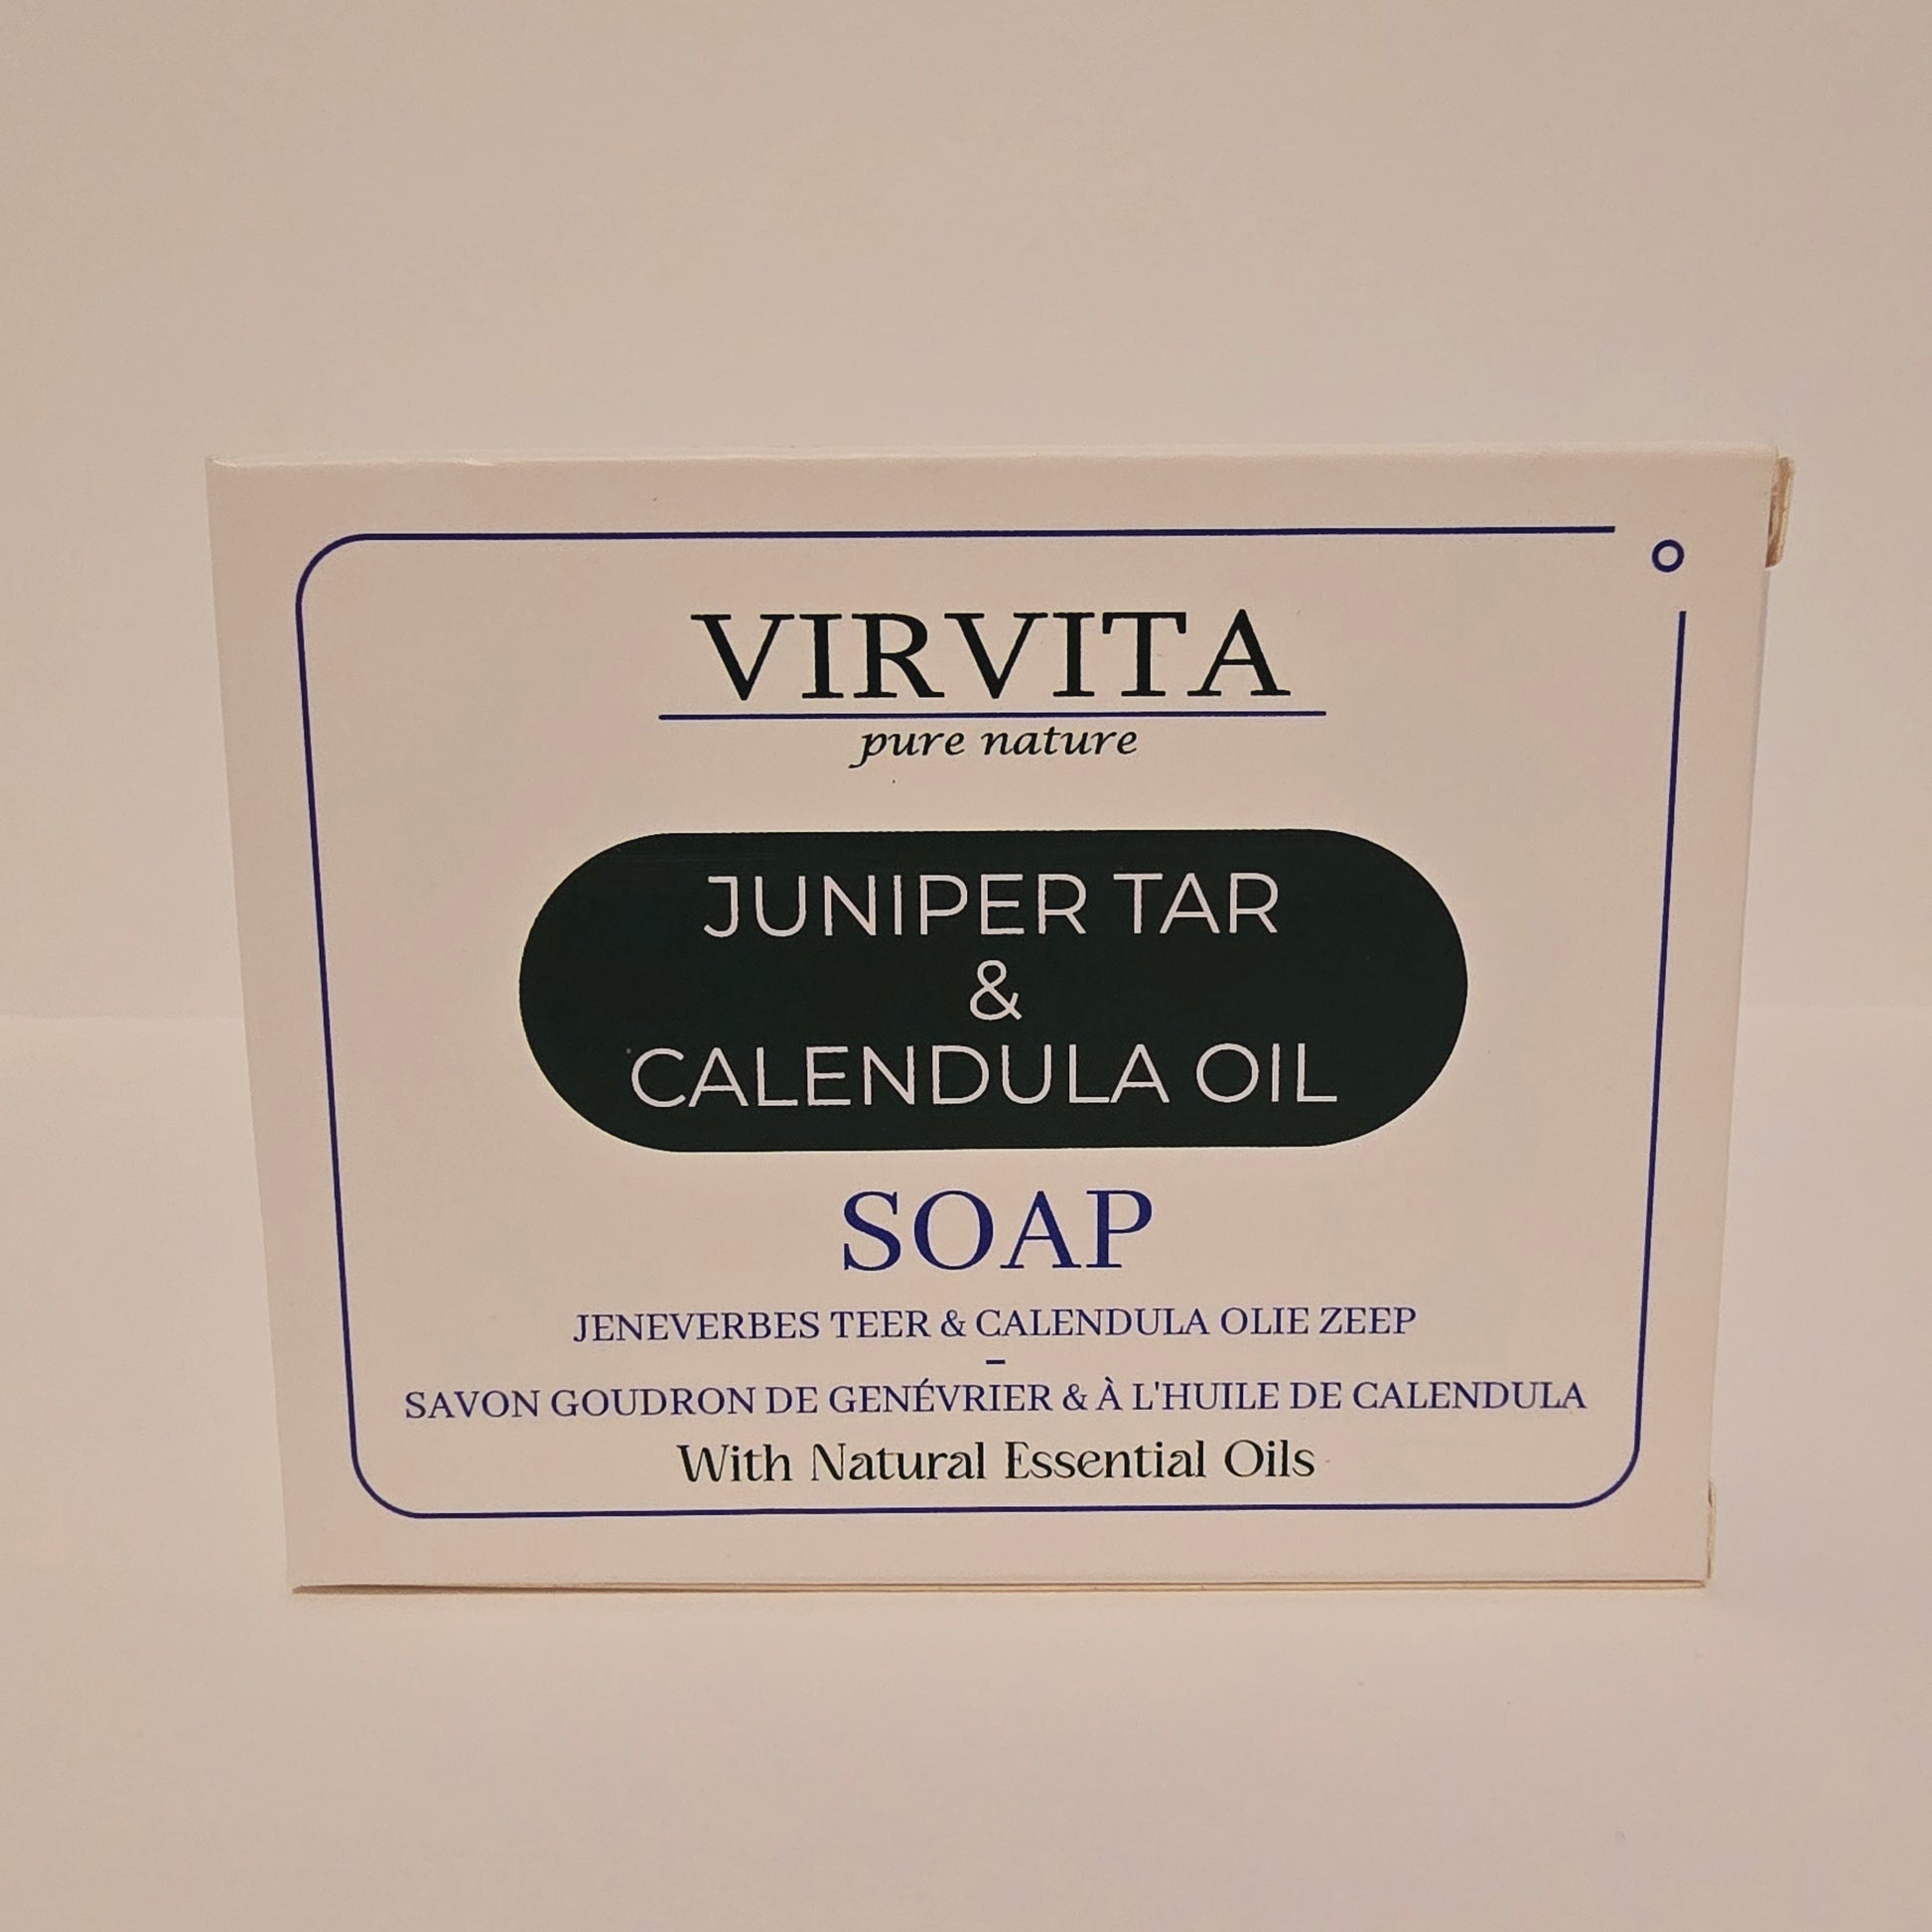 VIRVITA
pure nature
JUNIPER TAR
&
CALENDULA OIL
SOAP
JENEVERBES TEER & CALENDULA OLIE ZEEP
–
SAVON GOUDRON DE GENÉVRIER & À L'HUILE DE CALENDULA
With Natural Essential Oils